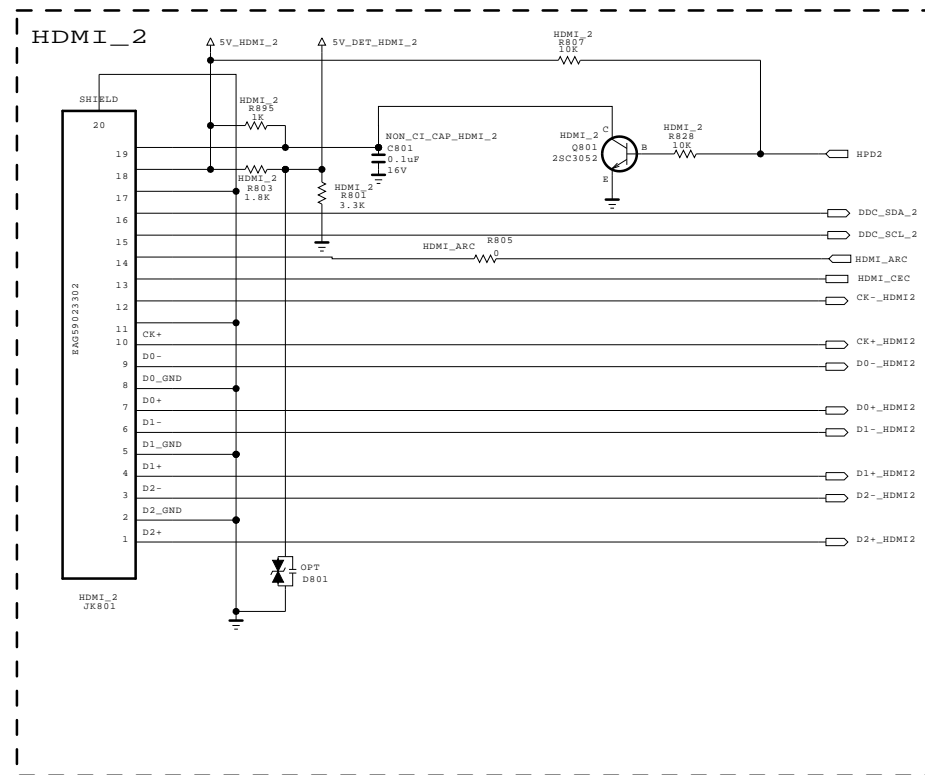 HDMI_2
5V_HDMI_2
5V_DET_HDMI_2
HDMI_2
R807
10K
SHIELD
20
HDMI_2
R895
1K
NON_CI_CAP_HDMI_2
C801
0.1uF
16V
HDMI_2
Q801
2SC3052
C
B
E
HDMI_2
R828
10K
HPD2
19
18
HDMI_2
R803
1.8K
HDMI_2
R801
3.3K
17
16
DDC_SDA_2
15
DDC_SCL_2
14
HDMI_ARC
R805
0
HDMI_ARC
13
HDMI_CEC
12
CK-_HDMI2
EAG59023302
11
CK+
10
CK+_HDMI2
D0-
9
D0-_HDMI2
D0_GND
8
D0+
7
D0+_HDMI2
D1-
6
D1-_HDMI2
D1_GND
5
D1+
4
D1+_HDMI2
D2-
3
D2-_HDMI2
D2_GND
2
D2+
1
D2+_HDMI2
OPT
D801
HDMI_2
JK801